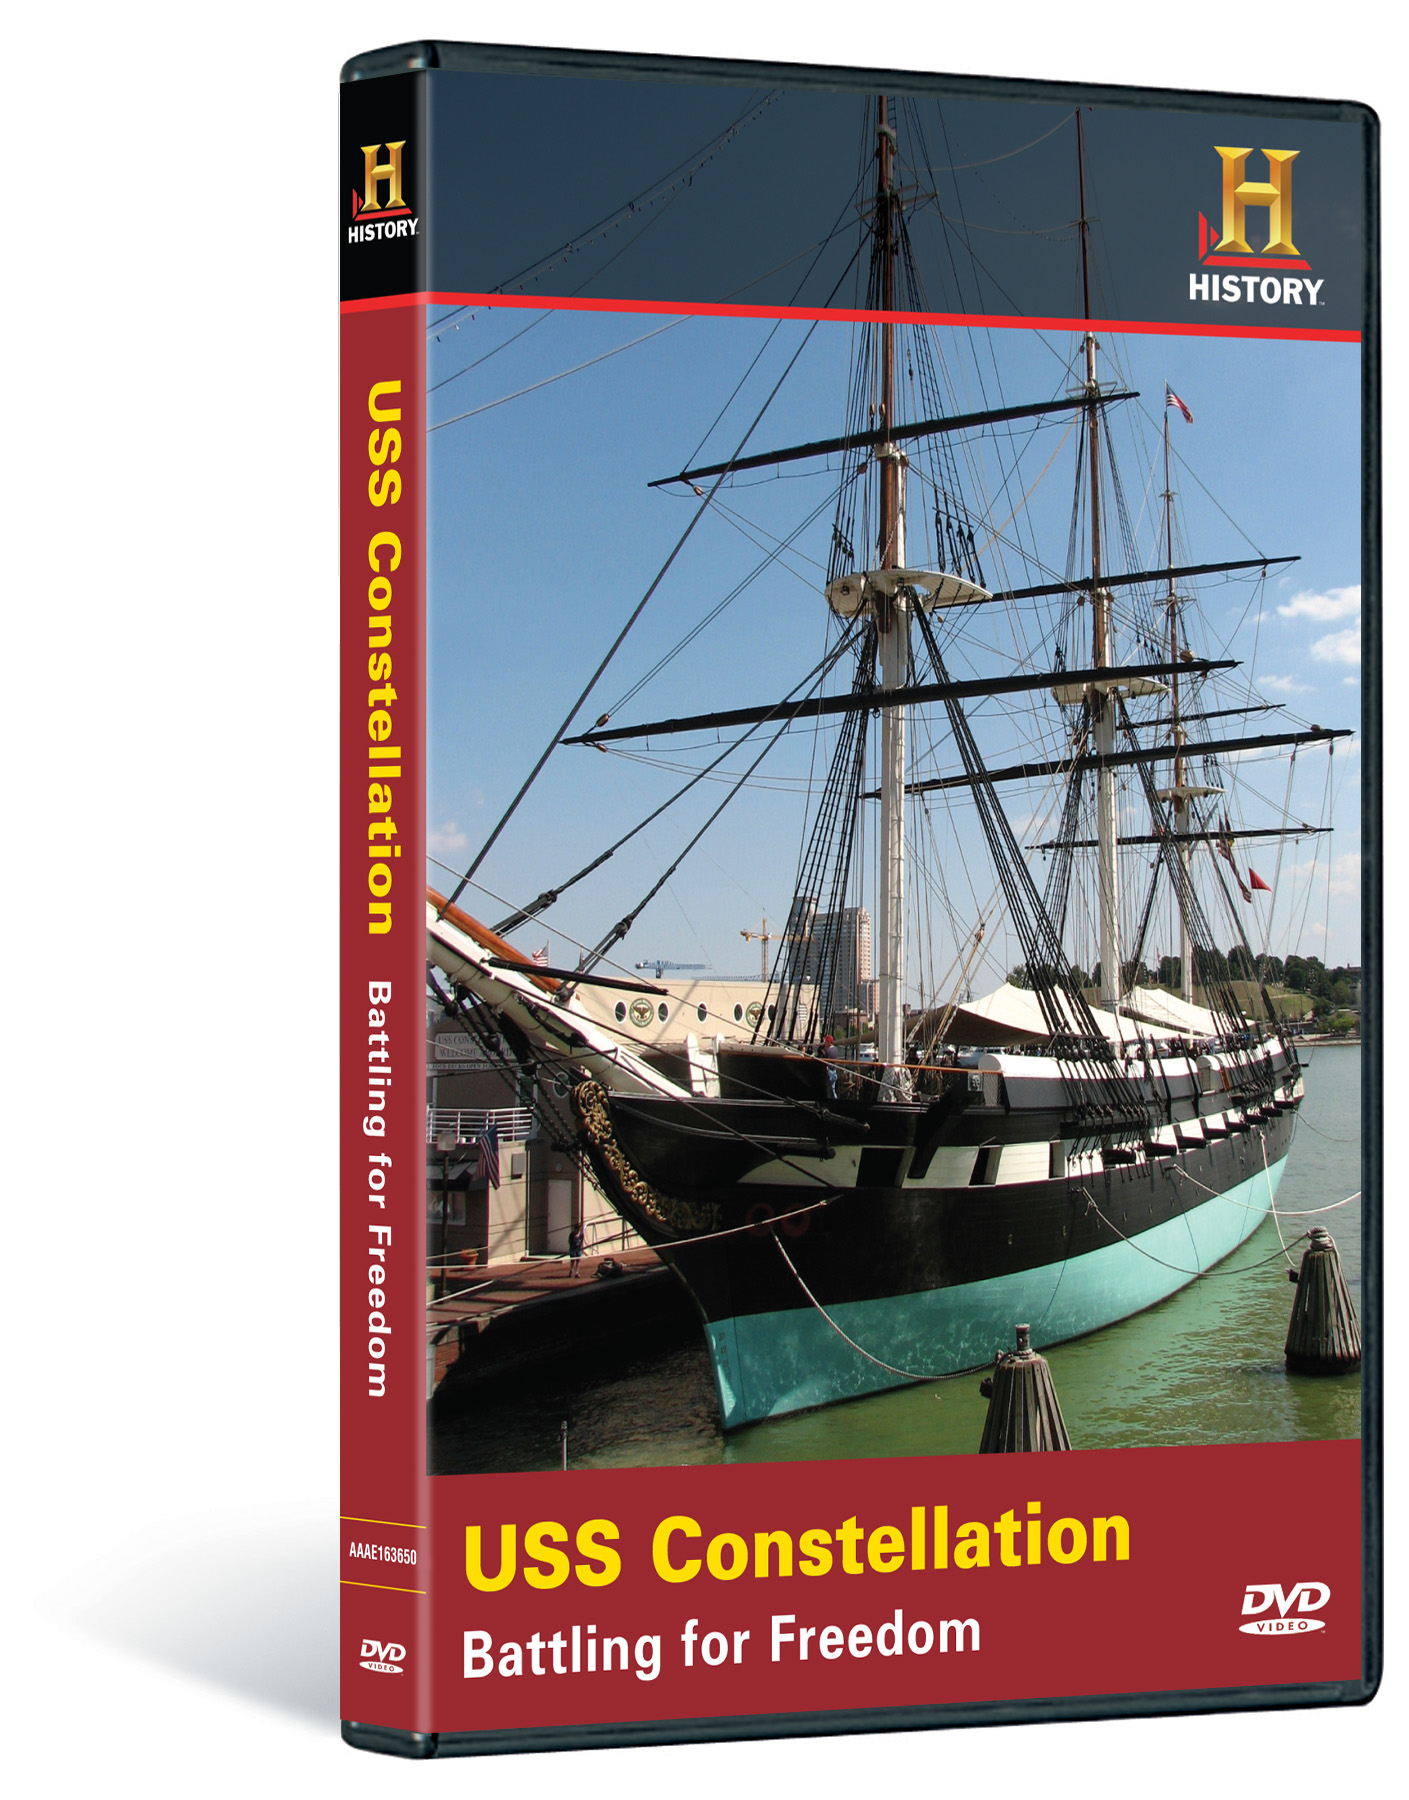 H
HISTORY
USS Constellation Battling for Freedom
AAAE163650
DVD
VIDEO
H
HISTORY
USS Constellation
Battling for Freedom
DVD
VIDEO